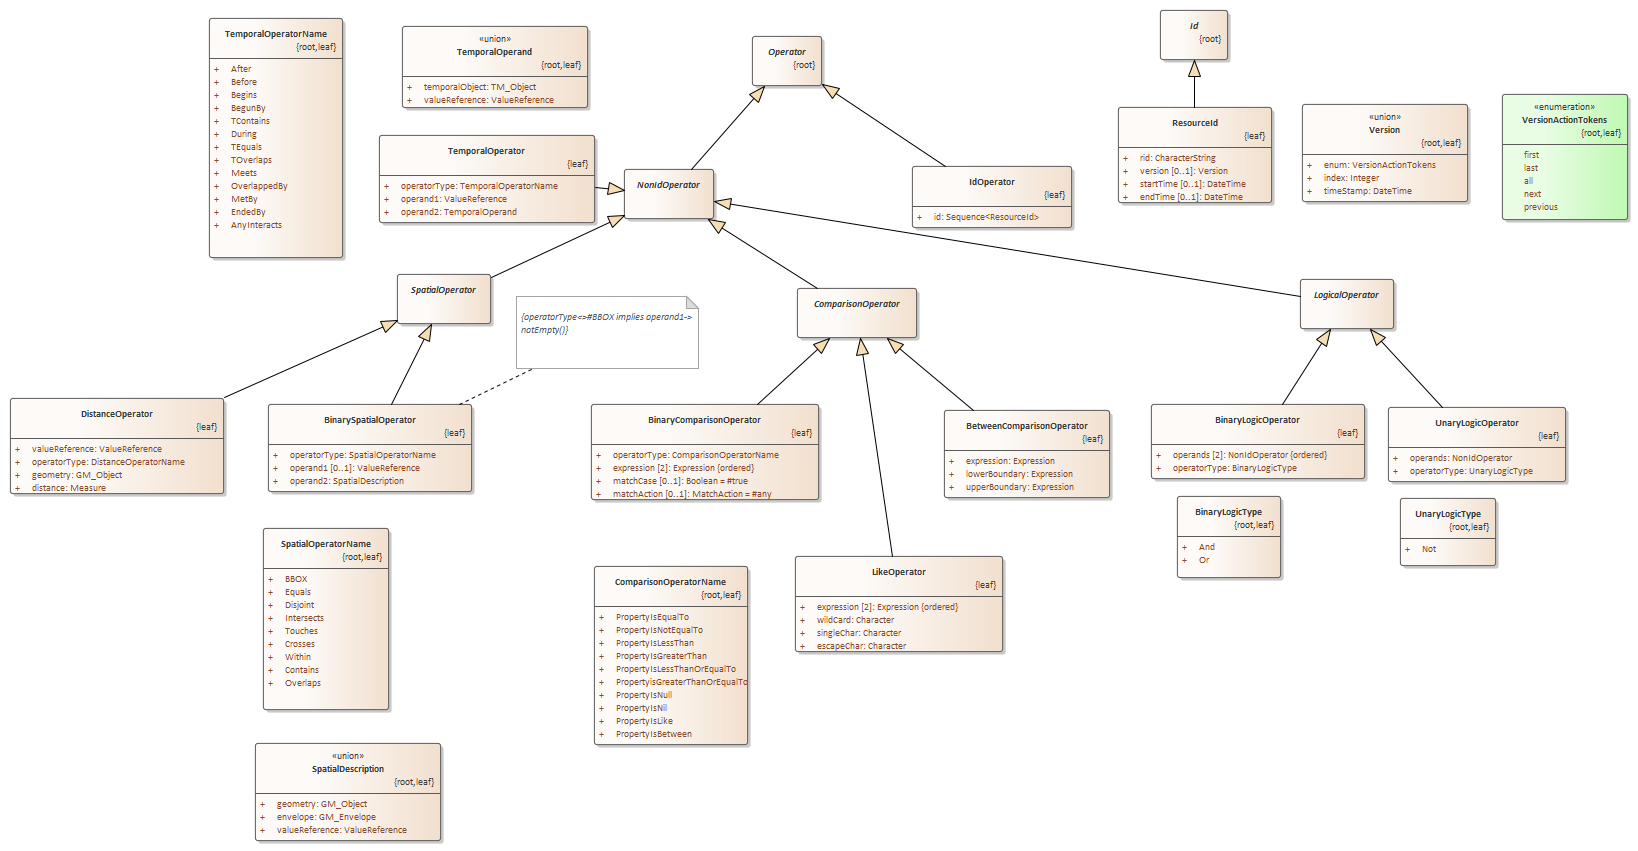 TemporalOperatorName
{root,leaf}
+ After
+ Before
+ Begins
+ BegunBy
+ TContains
+ During
+ TEquals
+ TOverlaps
+ Meets
+ OverlappedBy
+ MetBy
+ EndedBy
+ AnyInteracts
«union»
TemporalOperand
{root,leaf}
+ temporalObject: TM_Object
+ valueReference: ValueReference
Operator
{root}
Id
{root}
TemporalOperator
{leaf}
+ operatorType: TemporalOperatorName
+ operand1: ValueReference
+ operand2: TemporalOperand
NonIdOperator
IdOperator
{leaf}
+ id: Sequence<ResourceId>
ResourceId
{leaf}
+ rid: CharacterString
+ version [0..1]: Version
+ startTime [0..1]: DateTime
+ endTime [0..1]: DateTime
«union»
Version
{root,leaf}
+ enum: VersionActionTokens
+ index: Integer
+ timeStamp: DateTime
«enumeration»
VersionActionTokens
{root,leaf}
first
last
all
next
previous
SpatialOperator
{operatorType<>#BBOX implies operand1->
notEmpty()}
ComparisonOperator
LogicalOperator
DistanceOperator
{leaf}
+ valueReference: ValueReference
+ operatorType: DistanceOperatorName
+ geometry: GM_Object
+ distance: Measure
BinarySpatialOperator
{leaf}
+ operatorType: SpatialOperatorName
+ operand1 [0..1]: ValueReference
+ operand2: SpatialDescription
BinaryComparisonOperator
{leaf}
+ operatorType: ComparisonOperatorName
+ expression [2]: Expression {ordered}
+ matchCase [0..1]: Boolean = #true
+ matchAction [0..1]: MatchAction = #any
BetweenComparisonOperator
{leaf}
+ expression: Expression
+ lowerBoundary: Expression
+ upperBoundary: Expression
BinaryLogicOperator
{leaf}
+ operands [2]: NonIdOperator {ordered}
+ operatorType: BinaryLogicType
UnaryLogicOperator
{leaf}
+ operands: NonIdOperator
+ operatorType: UnaryLogicType
BinaryLogicType
{root,leaf}
+ And
+ Or
UnaryLogicType
{root,leaf}
+ Not
SpatialOperatorName
{root,leaf}
+ BBOX
+ Equals
+ Disjoint
+ Intersects
+ Touches
+ Crosses
+ Within
+ Contains
+ Overlaps
ComparisonOperatorName
{root,leaf}
+ PropertyIsEqualTo
+ PropertyIsNotEqualTo
+ PropertyIsLessThan
+ PropertyIsGreaterThan
+ PropertyIsLessThanOrEqualTo
+ PropertyisGreaterThanOrEqualTo
+ PropertyIsNull
+ PropertyIsNil
+ PropertyIsLike
+ PropertyIsBetween
LikeOperator
{leaf}
+ expression [2]: Expression {ordered}
+ wildCard: Character
+ singleChar: Character
+ escapeChar: Character
«union»
SpatialDescription
{root,leaf}
+ geometry: GM_Object
+ envelope: GM_Envelope
+ valueReference: ValueReference